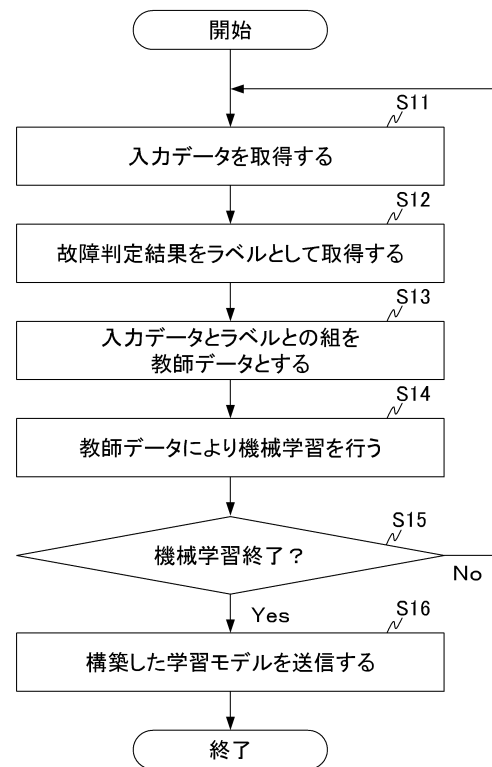 開始
S11
入力データを取得する
S12
故障判定結果をラベルとして取得する
S13
入力データとラベルとの組を
教師データとする
S14
教師データにより機械学習を行う
S15
機械学習終了？
No
Yes
S16
構築した学習モデルを送信する
終了